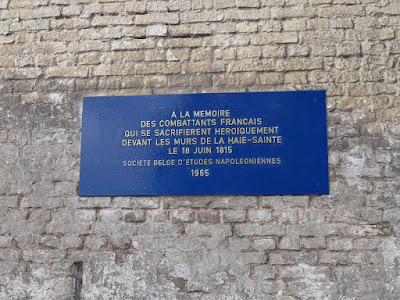 A LA MEMOIRE
DES COMBATTANTS FRANCAIS
QUI SE SACRIFIERENT HEROIQUEMENT
DEVANT LES MURS DE LA HAIE-SAINTE
LE 18 JUIN 1815
SOCIETE BELGE D'ETUDES NAPOLEONIENNES
1965